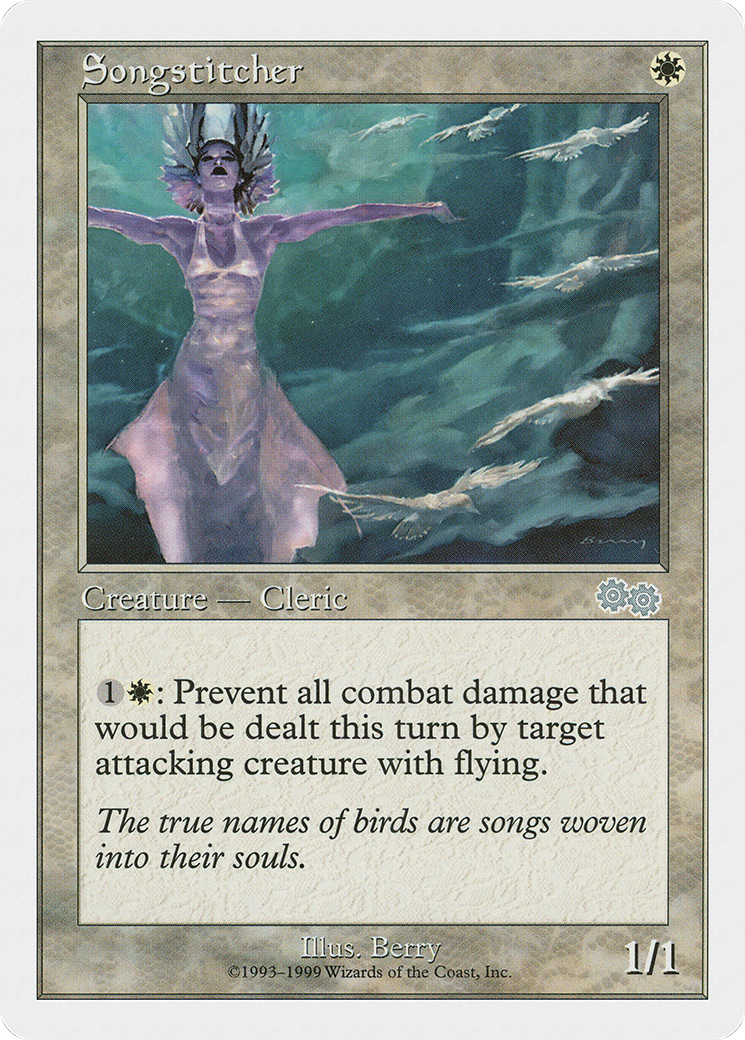 Songstitcher
Berry
Creature — Cleric
1: Prevent all combat damage that
would be dealt this turn by target
attacking creature with flying.
The true names of birds are songs woven
into their souls.
Illus. Berry
©1993–1999 Wizards of the Coast, Inc.
1/1